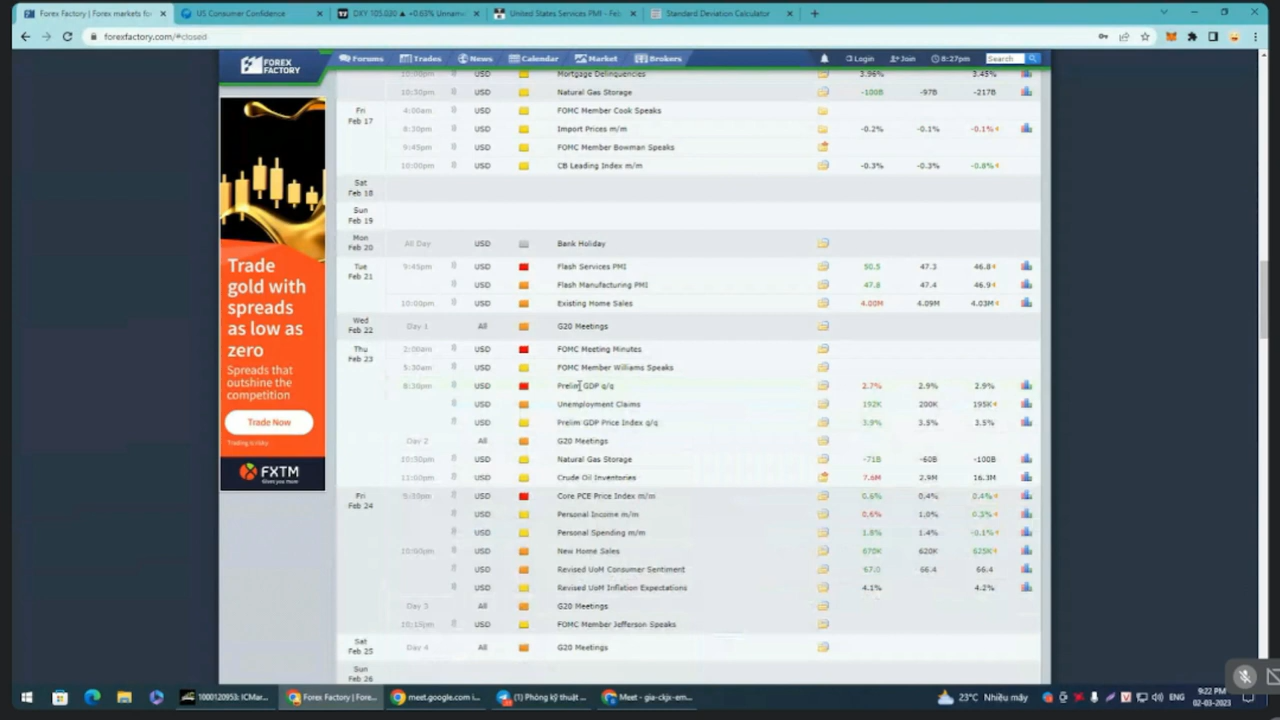 Forex Factory | Forex markets fo
US Consumer Confidence
DXY 105.030 ▲ +0.63% Unnam
United States Services PMI - Fe
Standard Deviation Calculator
forexfactory.com/#closed
FOREX FACTORY
Forums Trades News Calendar Market Brokers Login Join 8:27pm Search
10:00pm USD Mortgage Delinquencies 3.96% 3.45%
10:30pm USD Natural Gas Storage -100B -97B -217B
Fri Feb 17 4:00am USD FOMC Member Cook Speaks
8:30pm USD Import Prices m/m -0.2% -0.1% -0.1%
9:45pm USD FOMC Member Bowman Speaks
10:00pm USD CB Leading Index m/m -0.3% -0.3% -0.8%
Sat Feb 18
Sun Feb 19
Mon Feb 20 All Day USD Bank Holiday
Tue Feb 21 9:45pm USD Flash Services PMI 50.5 47.3 46.8
USD Flash Manufacturing PMI 47.8 47.4 46.9
10:00pm USD Existing Home Sales 4.00M 4.09M 4.03M
Wed Feb 22 Day 1 All G20 Meetings
Thu Feb 23 2:00am USD FOMC Meeting Minutes
5:30am USD FOMC Member Williams Speaks
8:30pm USD Prelim GDP q/q 2.7% 2.9% 2.9%
USD Unemployment Claims 192K 200K 195K
USD Prelim GDP Price Index q/q 3.9% 3.5% 3.5%
Day 2 All G20 Meetings
10:30pm USD Natural Gas Storage -71B -60B -100B
11:00pm USD Crude Oil Inventories 7.6M 2.9M 16.3M
Fri Feb 24 USD Core PCE Price Index m/m 0.6% 0.4% 0.4%
USD Personal Income m/m 0.6% 1.0% 0.3%
USD Personal Spending m/m 1.8% 1.4% -0.1%
10:00pm USD New Home Sales 670K 620K 625K
USD Revised UoM Consumer Sentiment 67.0 66.4 66.4
USD Revised UoM Inflation Expectations 4.1% 4.2%
Day 3 All G20 Meetings
10:15pm USD FOMC Member Jefferson Speaks
Sat Feb 25 Day 4 All G20 Meetings
Sun Feb 26
Trade
gold with
spreads
as low as
zero
Spreads that
outshine the
competition
Trade Now
Trading is risky
FXTM
1000120953: ICMar...
Forex Factory | Fore...
meet.google.com i...
(1) Phòng kỹ thuật ...
Meet - gia-ckjx-em...
23°C Nhiều mây
ENG
9:22 PM
02-03-2023